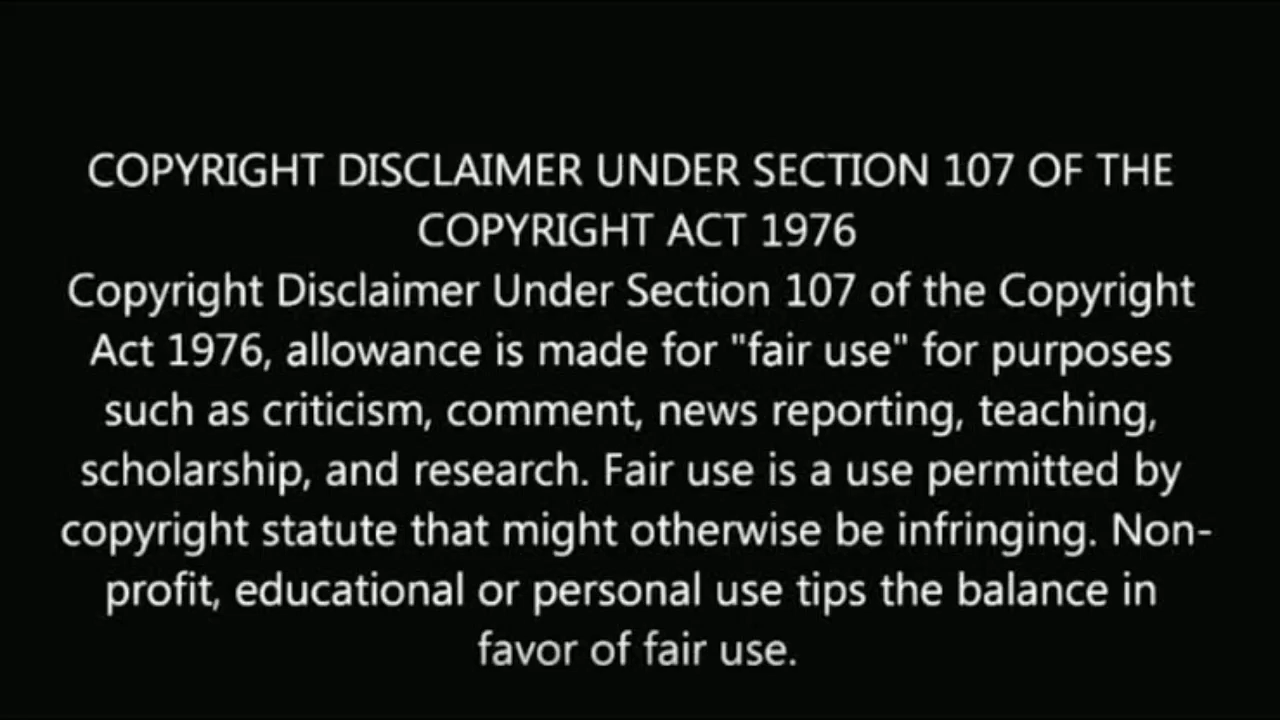 COPYRIGHT DISCLAIMER UNDER SECTION 107 OF THE
COPYRIGHT ACT 1976
Copyright Disclaimer Under Section 107 of the Copyright
Act 1976, allowance is made for "fair use" for purposes
such as criticism, comment, news reporting, teaching,
scholarship, and research. Fair use is a use permitted by
copyright statute that might otherwise be infringing. Non-
profit, educational or personal use tips the balance in
favor of fair use.